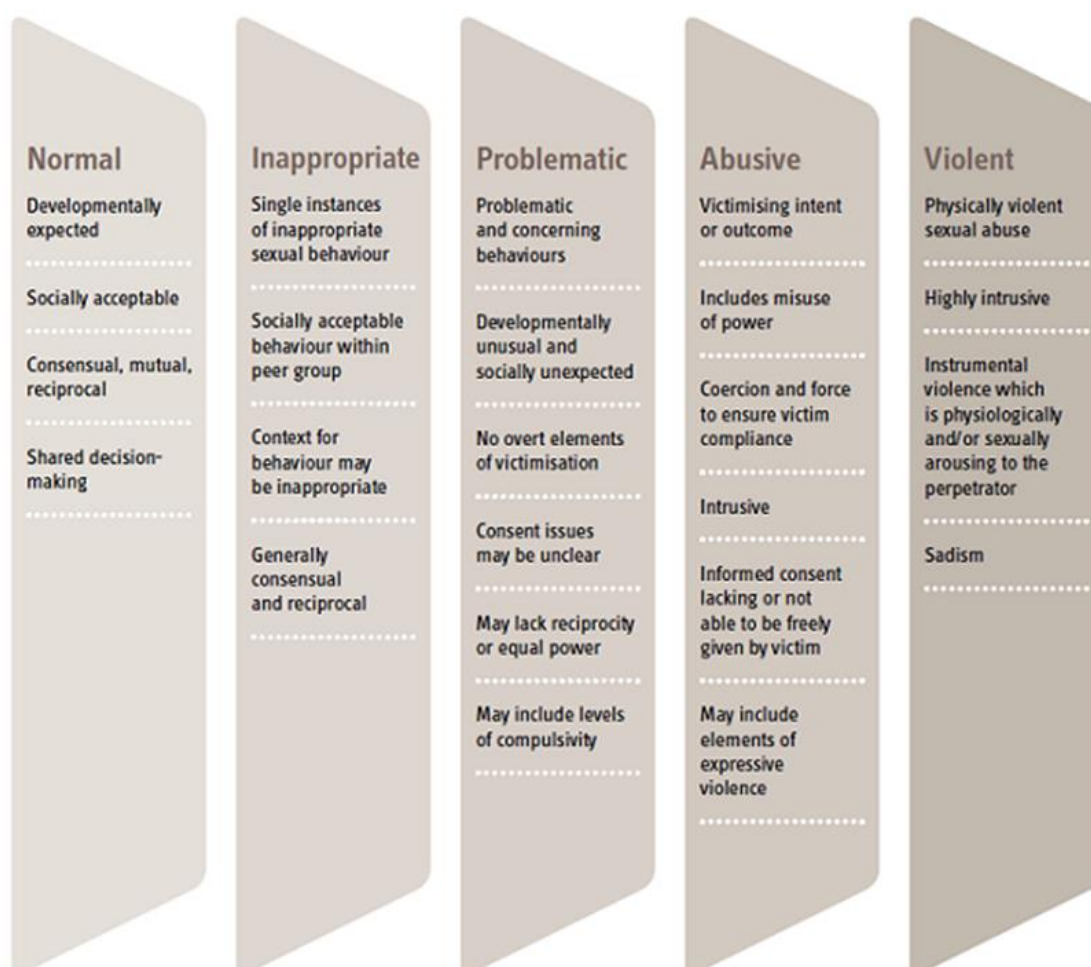 Normal
Developmentally
expected
Socially acceptable
Consensual, mutual,
reciprocal
Shared decision-
making
Inappropriate
Single instances
of inappropriate
sexual behaviour
Socially acceptable
behaviour within
peer group
Context for
behaviour may
be inappropriate
Generally
consensual
and reciprocal
Problematic
Problematic
and concerning
behaviours
Developmentally
unusual and
socially unexpected
No overt elements
of victimisation
Consent issues
may be unclear
May lack reciprocity
or equal power
May include levels
of compulsivity
Abusive
Victimising intent
or outcome
Includes misuse
of power
Coercion and force
to ensure victim
compliance
Intrusive
Informed consent
lacking or not
able to be freely
given by victim
May include
elements of
expressive
violence
Violent
Physically violent
sexual abuse
Highly intrusive
Instrumental
violence which
is physiologically
and/or sexually
arousing to the
perpetrator
Sadism